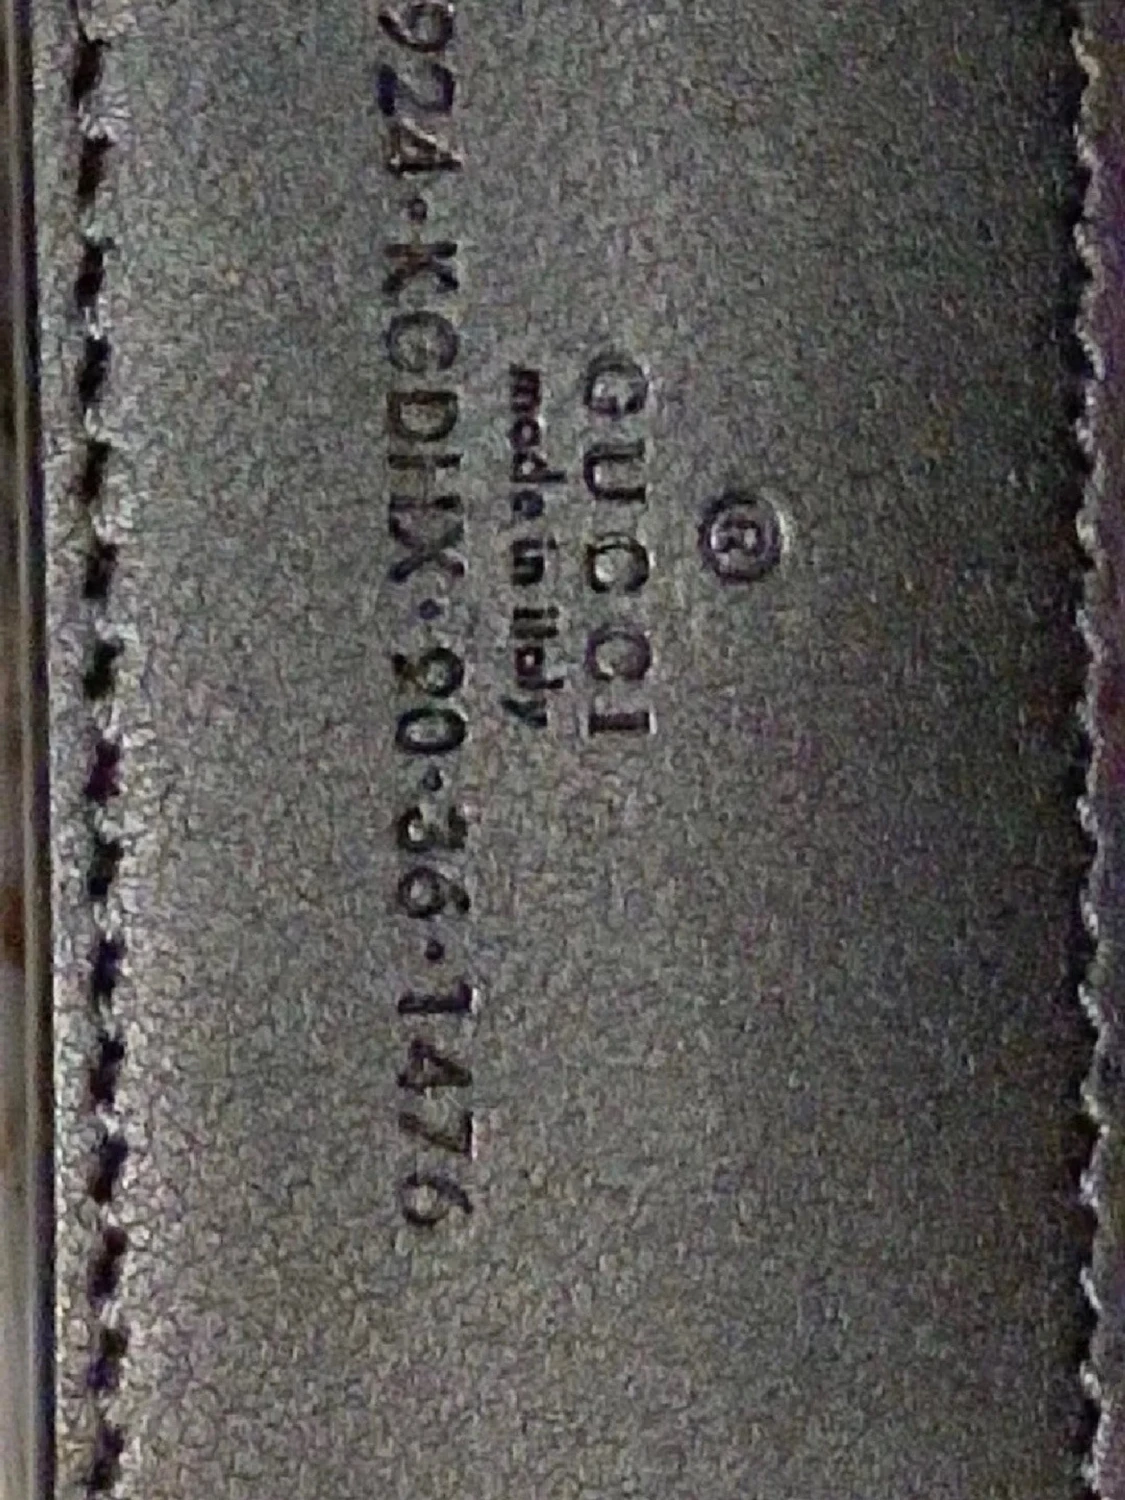 ®
GUCCI
made in italy
924·KGDHX·90·36·1476